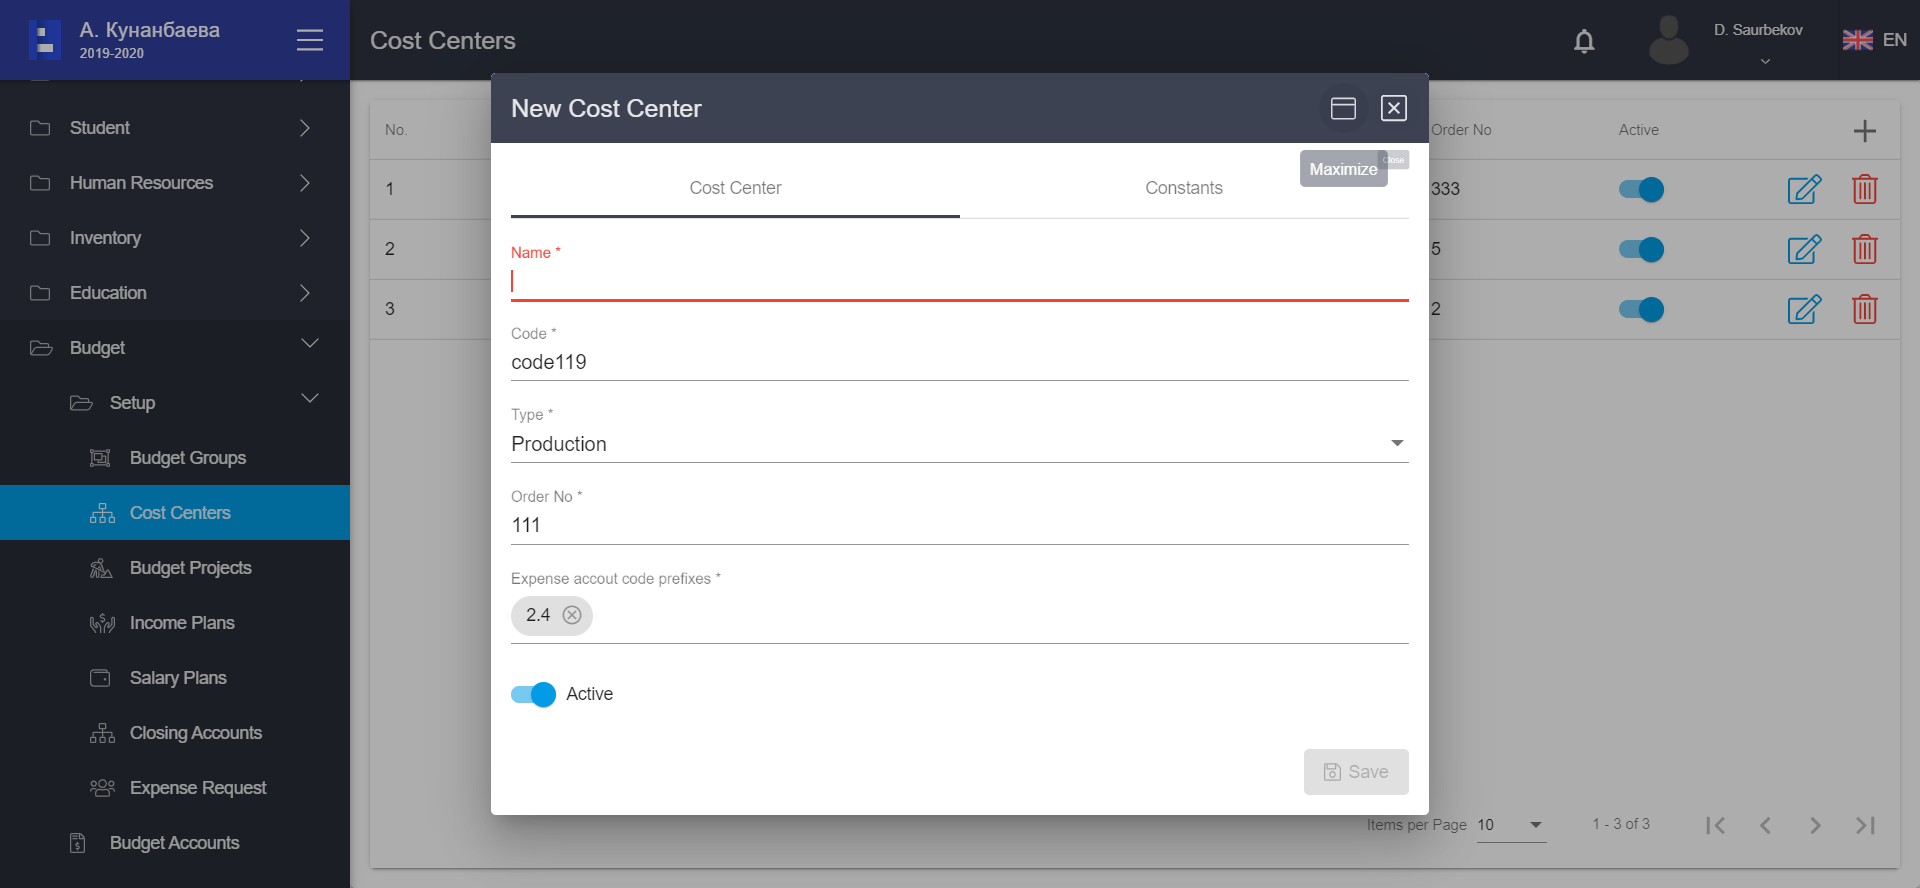 А. Кунанбаева
2019-2020
Cost Centers
D. Saurbekov
EN
Student
Human Resources
Inventory
Education
Budget
Setup
Budget Groups
Cost Centers
Budget Projects
Income Plans
Salary Plans
Closing Accounts
Expense Request
Budget Accounts
No.
Order No
Active
1
333
2
5
3
2
New Cost Center
Maximize
Close
Cost Center
Constants
Name *
Code *
code119
Type *
Production
Order No *
111
Expense accout code prefixes *
2.4
Active
Save
Items per Page
10
1 - 3 of 3